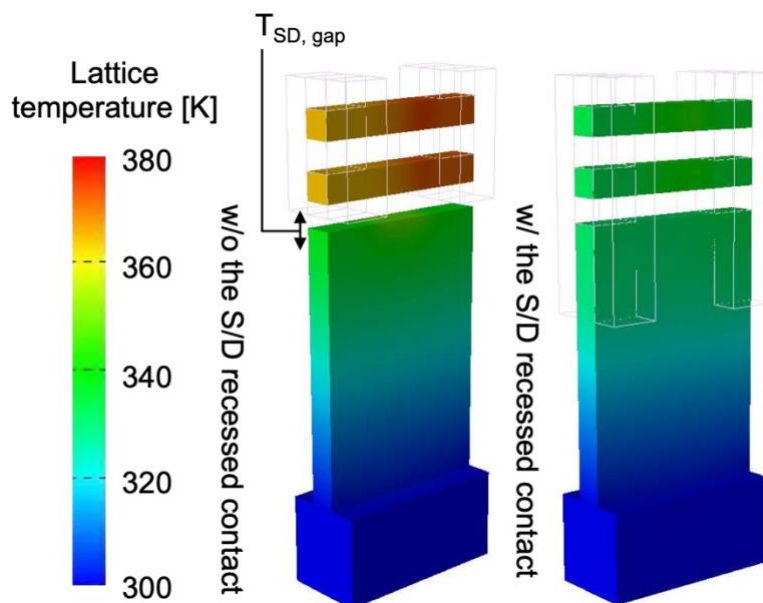 T_SD, gap
Lattice
temperature [K]
380
360
340
320
300
w/o the S/D recessed contact
w/ the S/D recessed contact